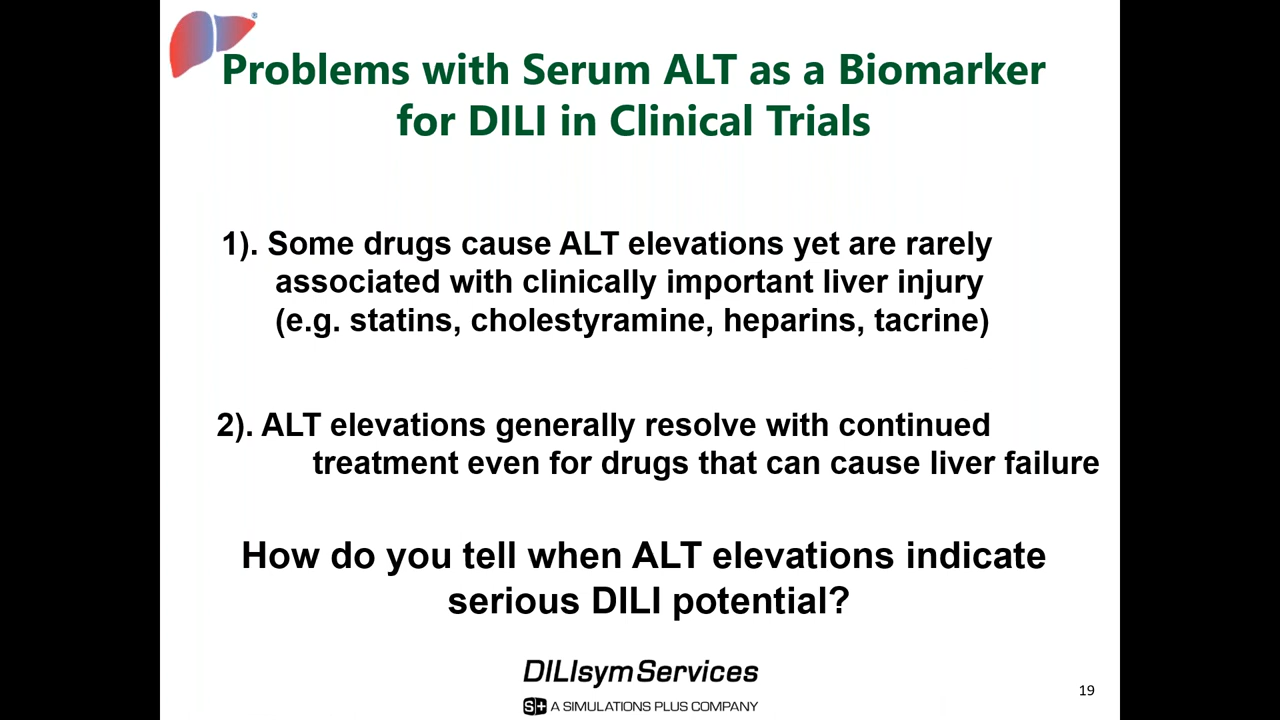 Problems with Serum ALT as a Biomarker
for DILI in Clinical Trials
1). Some drugs cause ALT elevations yet are rarely
associated with clinically important liver injury
(e.g. statins, cholestyramine, heparins, tacrine)
2). ALT elevations generally resolve with continued
treatment even for drugs that can cause liver failure
How do you tell when ALT elevations indicate
serious DILI potential?
DILIsym Services
S+ A SIMULATIONS PLUS COMPANY
19